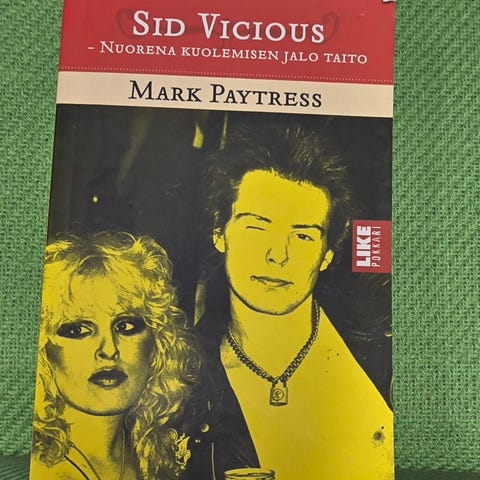 SID VICIOUS
– NUORENA KUOLEMISEN JALO TAITO
MARK PAYTRESS
LIKE
POKKARI